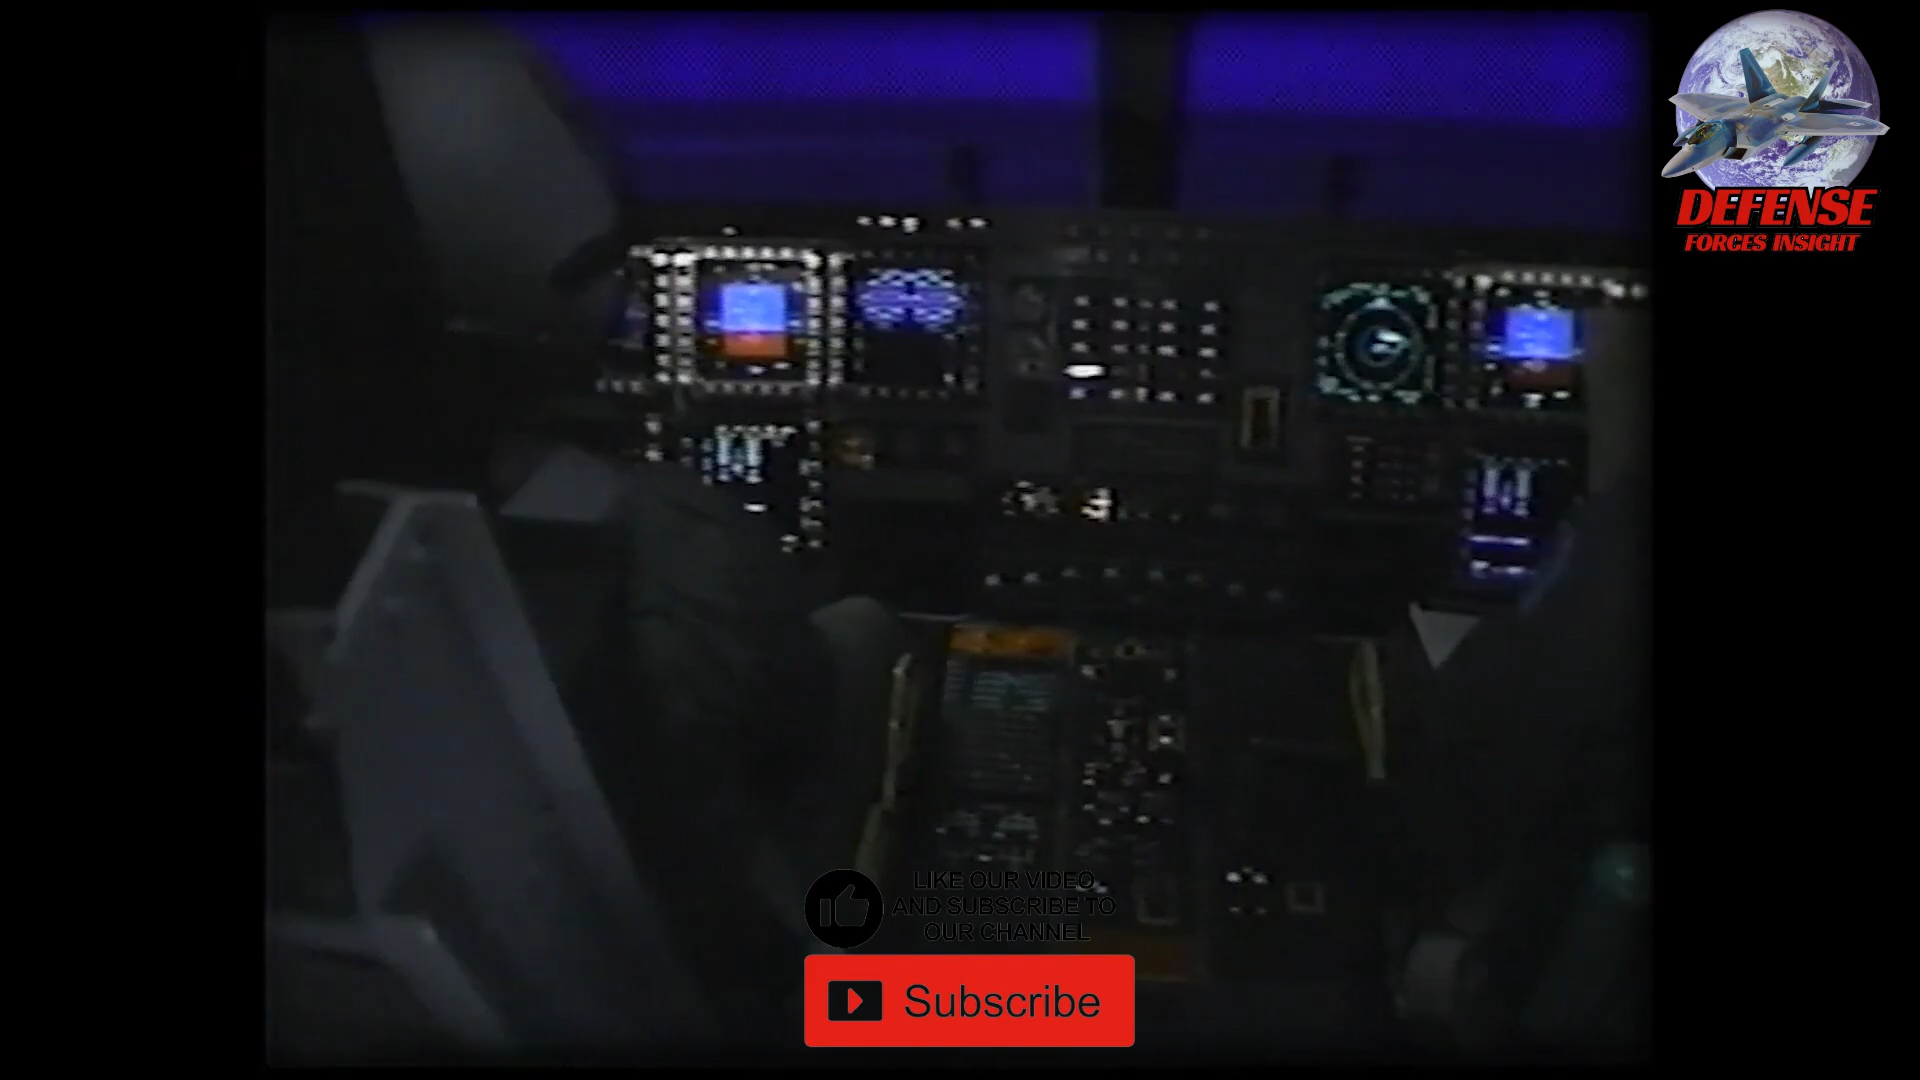 DEFENSE
FORCES INSIGHT
LIKE OUR VIDEO
AND SUBSCRIBE TO
OUR CHANNEL
Subscribe